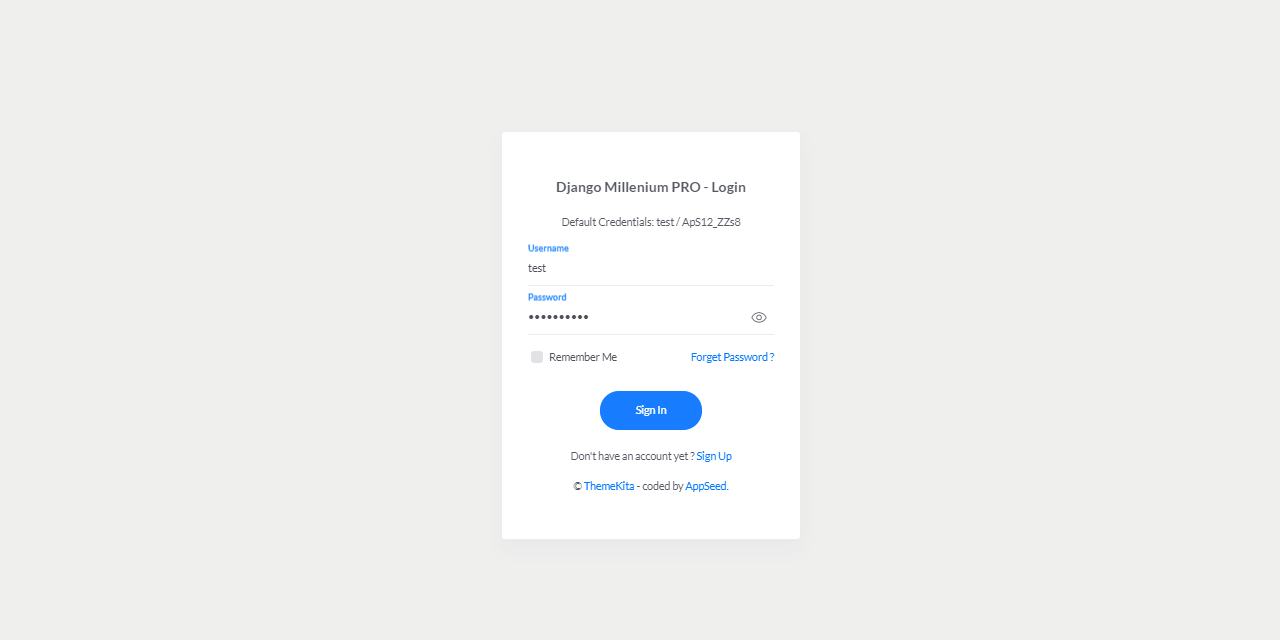 Django Millenium PRO - Login
Default Credentials: test / ApS12_ZZs8
Username
test
Password
••••••••••
Remember Me
Forget Password ?
Sign In
Don't have an account yet ? Sign Up
© ThemeKita - coded by AppSeed.